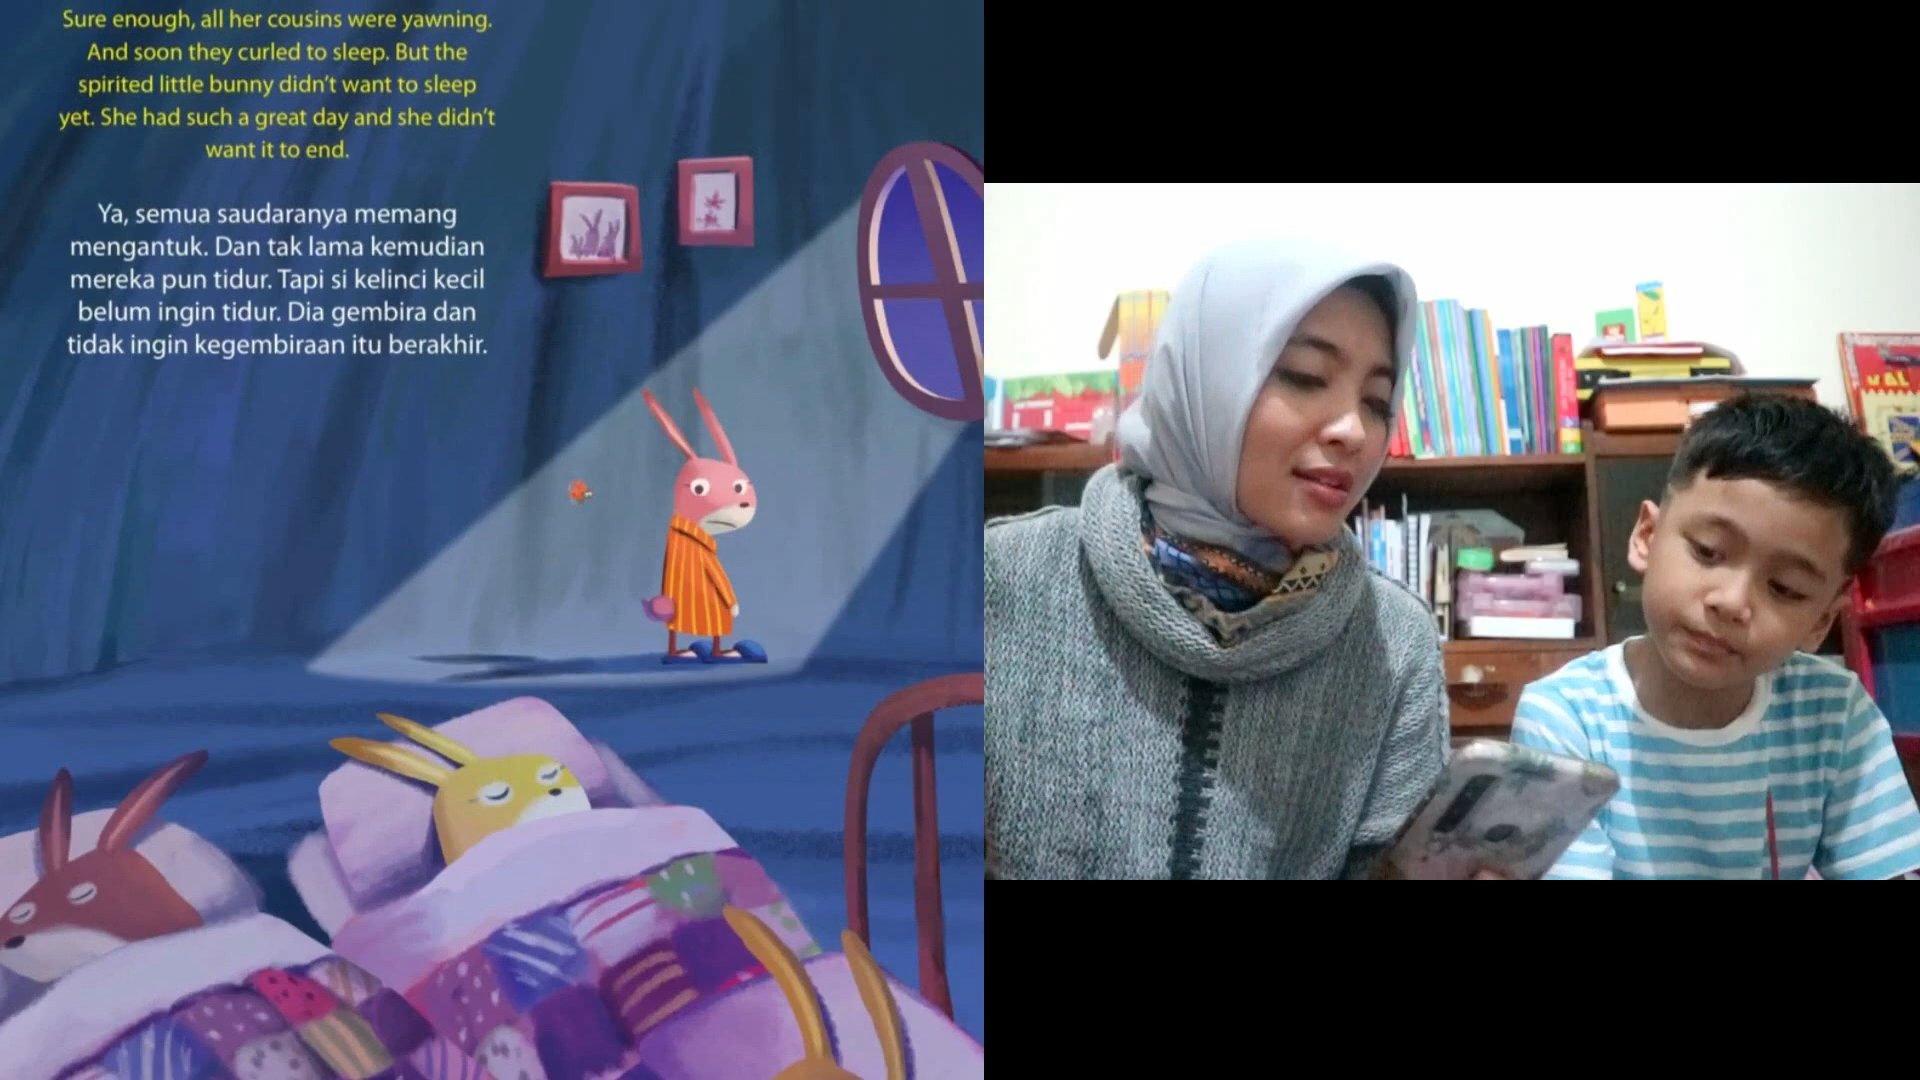 Sure enough, all her cousins were yawning.
And soon they curled to sleep. But the
spirited little bunny didn't want to sleep
yet. She had such a great day and she didn't
want it to end.
Ya, semua saudaranya memang
mengantuk. Dan tak lama kemudian
mereka pun tidur. Tapi si kelinci kecil
belum ingin tidur. Dia gembira dan
tidak ingin kegembiraan itu berakhir.
VAL